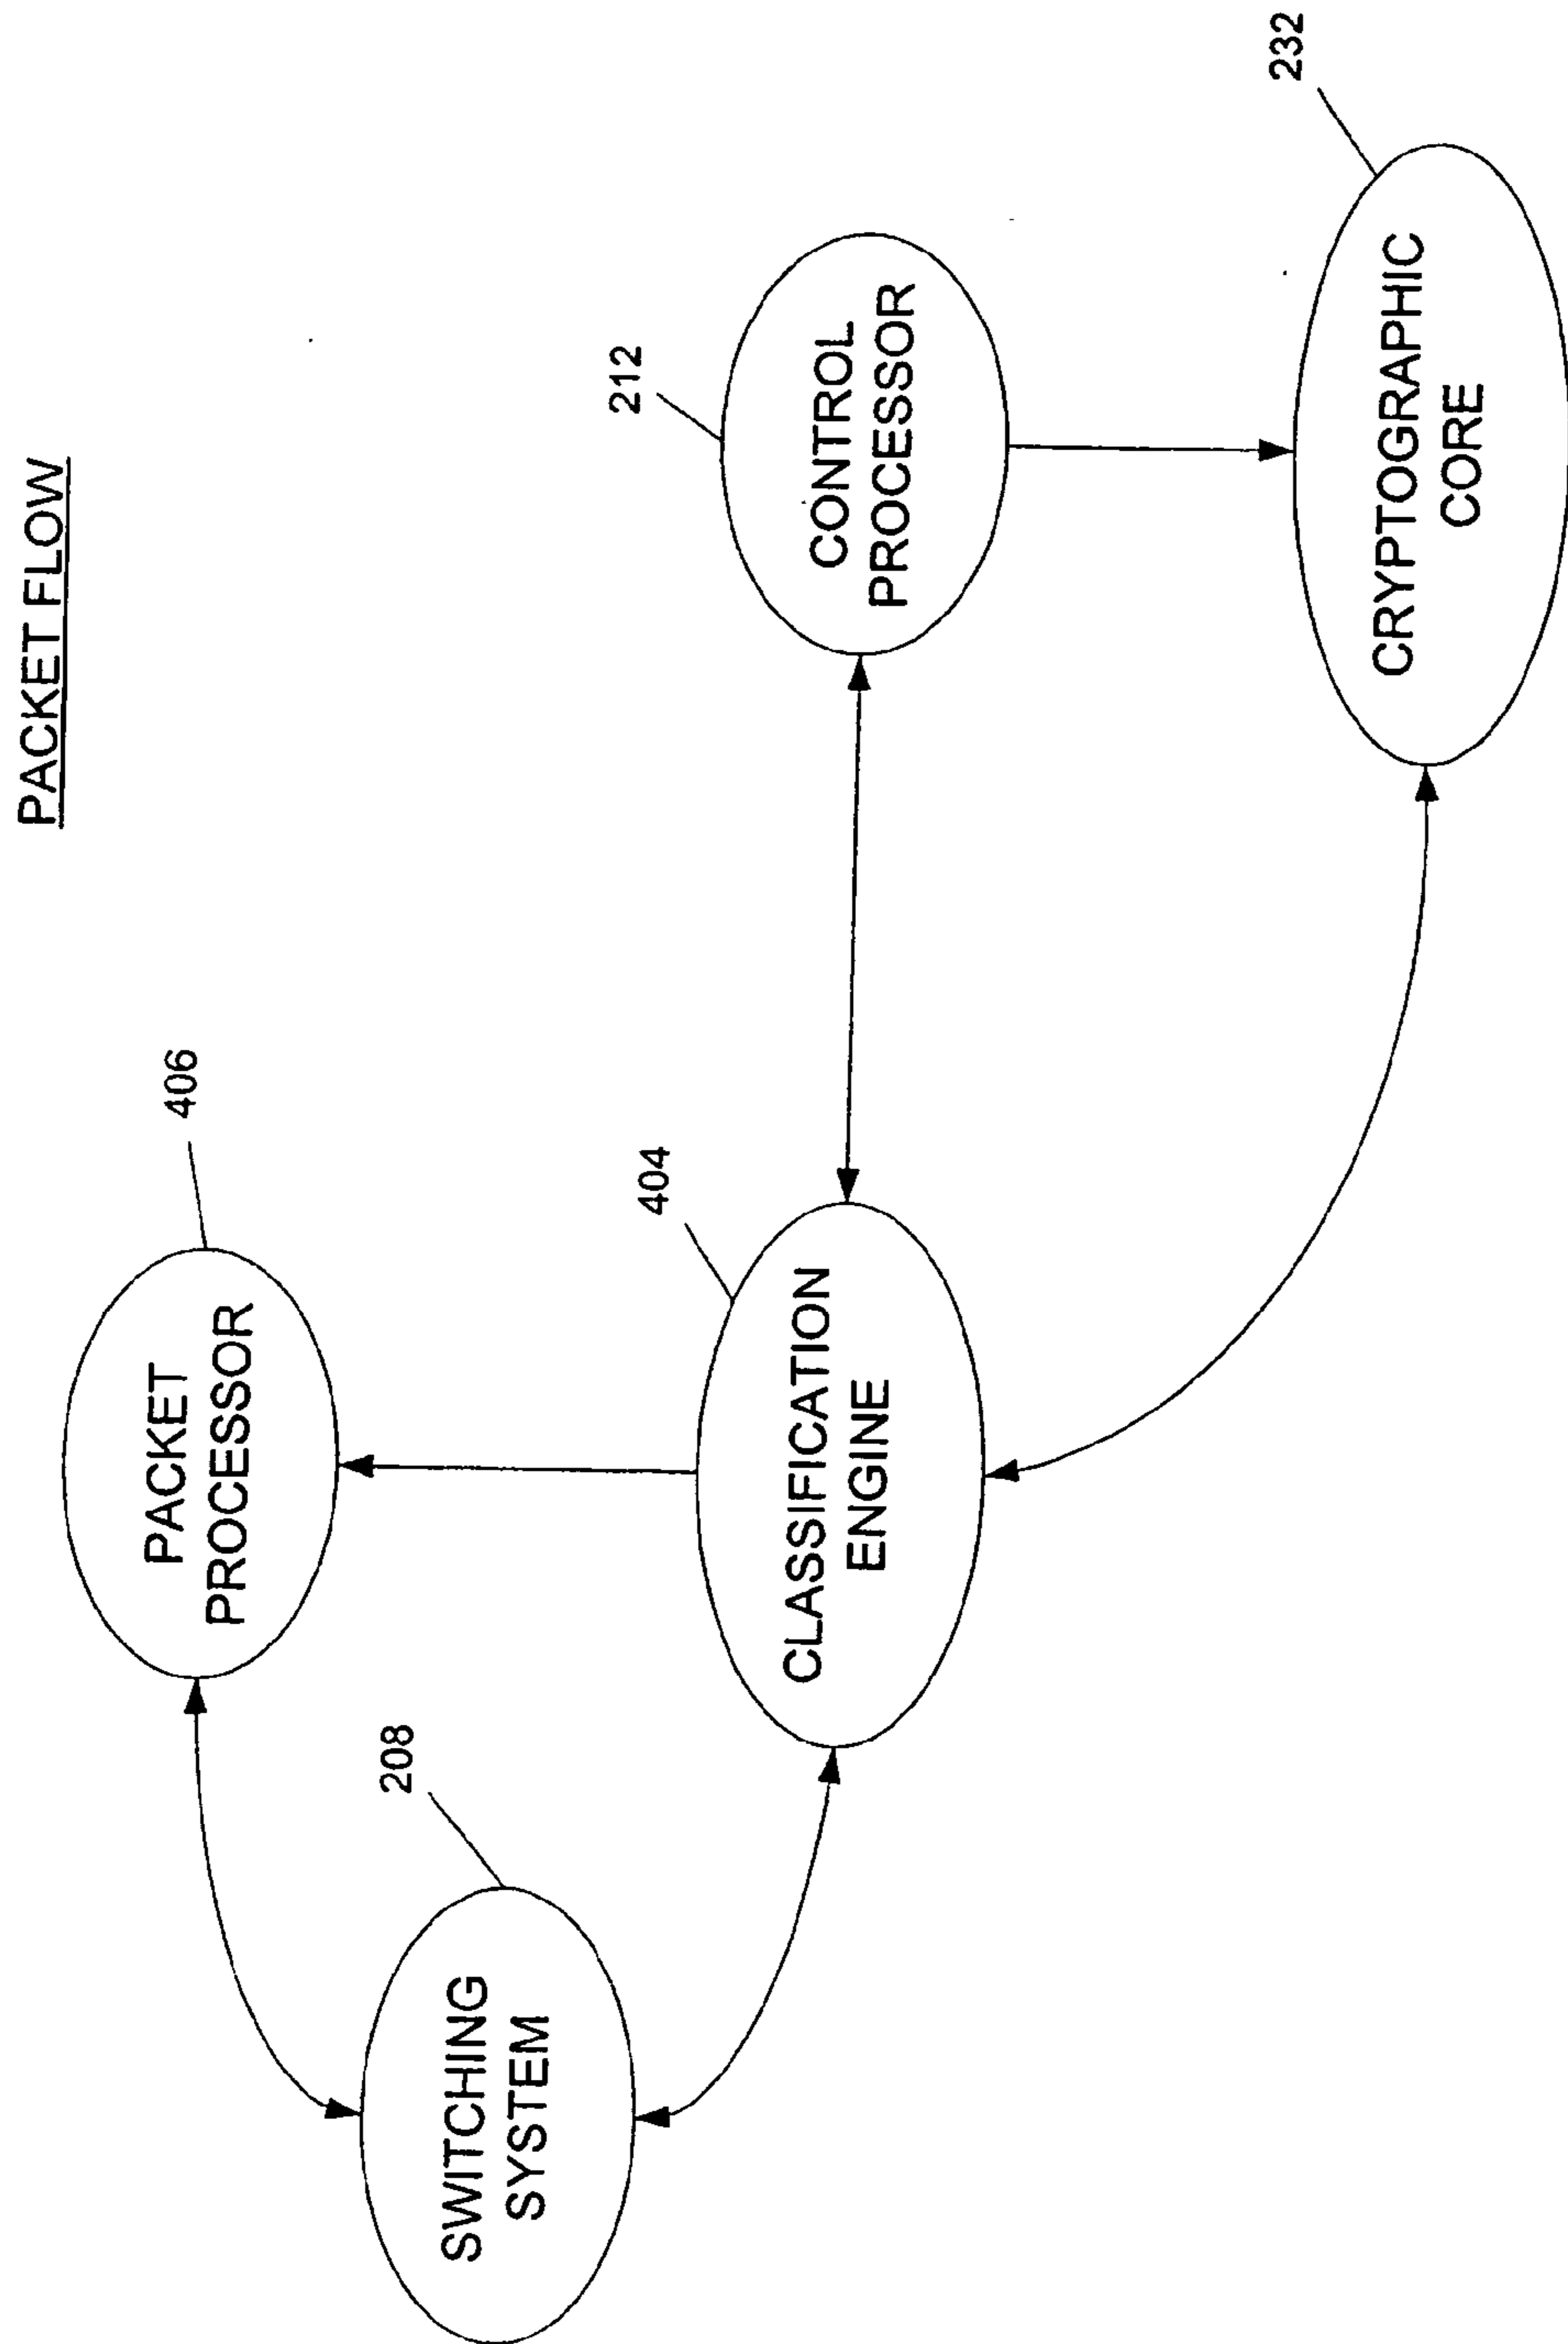 PACKET FLOW
406
PACKET
PROCESSOR
208
SWITCHING
SYSTEM
404
CLASSIFICATION
ENGINE
212
CONTROL
PROCESSOR
232
CRYPTOGRAPHIC
CORE